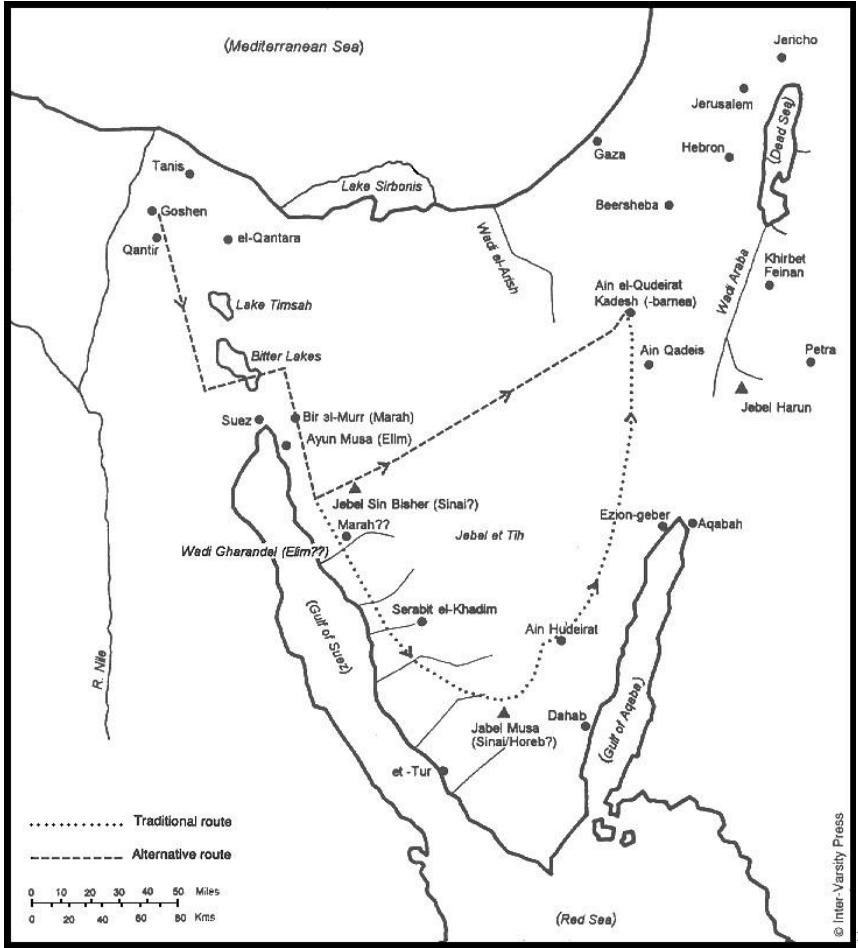 (Mediterranean Sea)
Jericho
Jerusalem
(Dead Sea)
Gaza
Hebron
Tanis
Lake Sirbonis
Goshen
Beersheba
Qantir
el-Qantara
Wadi el-Arish
Wadi Araba
Khirbet
Feinan
Ain el-Qudeirat
Kadesh (-barnea)
Lake Timsah
Bitter Lakes
Ain Qadeis
Petra
Jebel Harun
Suez
Bir el-Murr (Marah)
Ayun Musa (Elim)
Jebel Sin Bisher (Sinai?)
Marah??
Ezion-geber
Aqabah
Jebel et Tih
Wadi Gharandel (Elim??)
Serabit el-Khadim
(Gulf of Suez)
Ain Hudeirat
R. Nile
Jabel Musa
(Sinai/Horeb?)
Dahab
(Gulf of Aqaba)
et -Tur
Traditional route
Alternative route
0 10 20 30 40 50 Miles
0 20 40 60 80 Kms
(Red Sea)
© Inter-Varsity Press